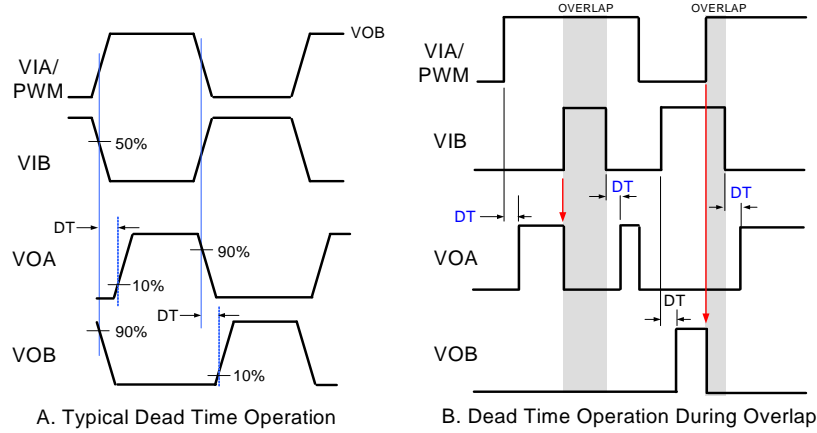 VOB
VIA/
PWM
VIB
50%
DT
VOA
90%
10%
DT
90%
VOB
10%
A. Typical Dead Time Operation
OVERLAP
OVERLAP
VIA/
PWM
VIB
DT
DT
DT
VOA
DT
VOB
B. Dead Time Operation During Overlap